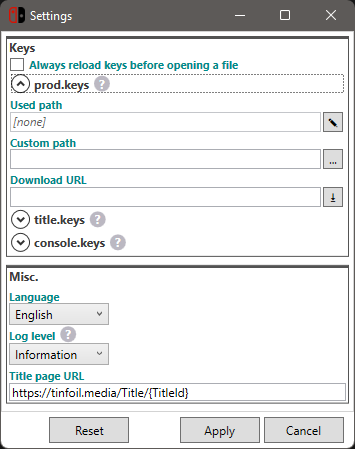 Settings
Keys
Always reload keys before opening a file
prod.keys ?
Used path
[none]
Custom path
...
Download URL
title.keys ?
console.keys ?
Misc.
Language
English
Log level ?
Information
Title page URL
https://tinfoil.media/Title/{TitleId}
Reset Apply Cancel